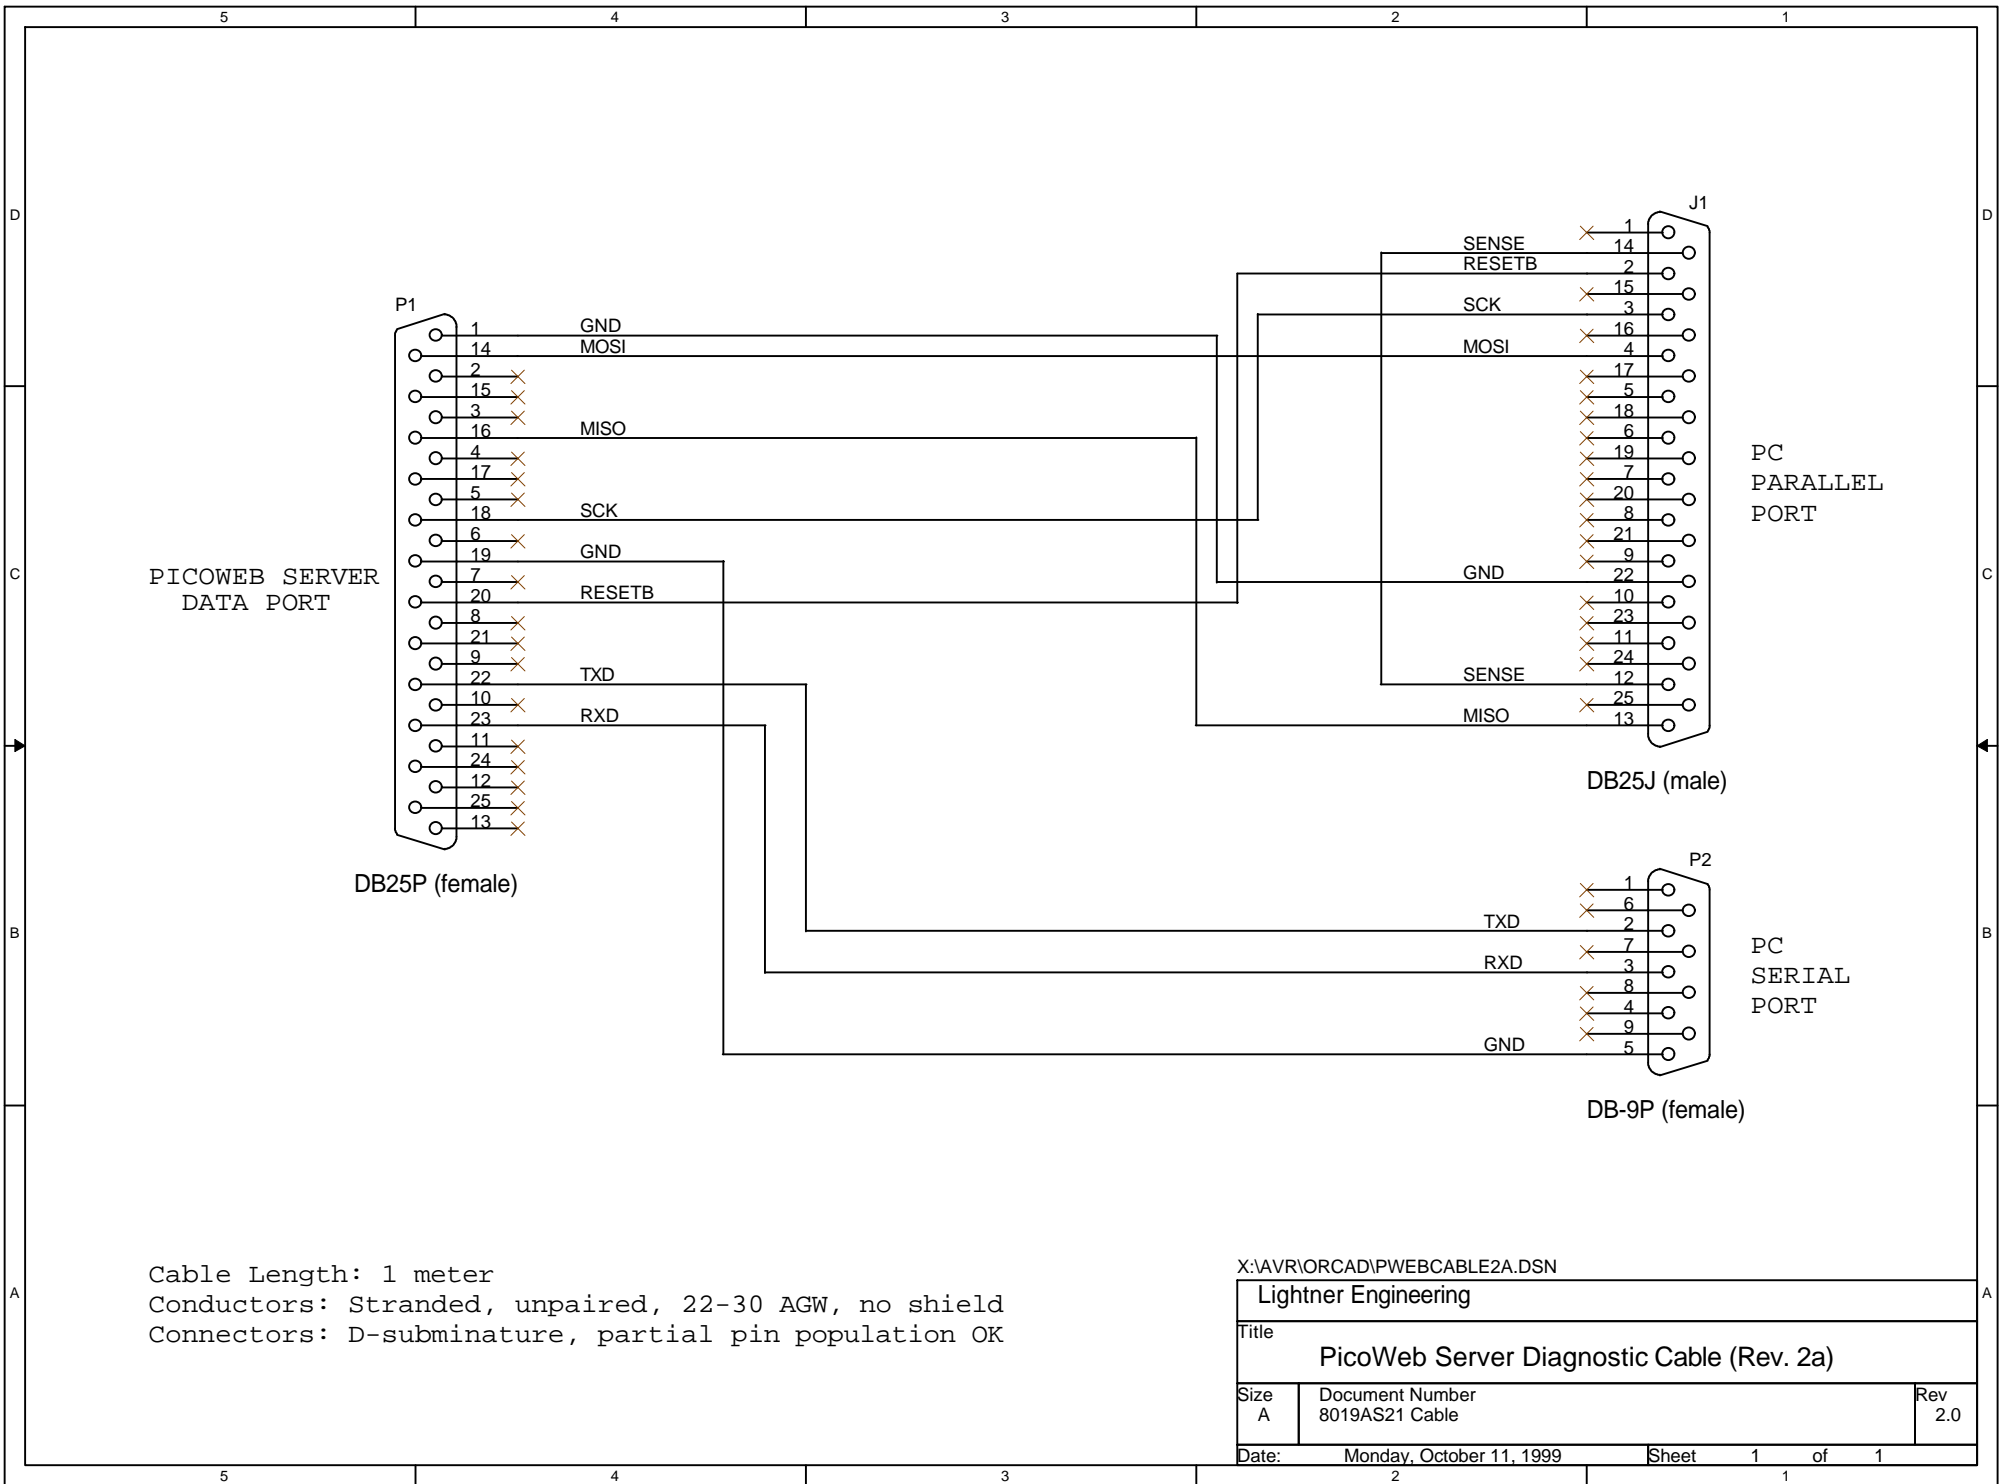 5 4 3 2 1
D D
C C
B B
A A
J1
1
SENSE 14
RESETB 2
15
SCK 3
16
MOSI 4
17
5
18
6
19
7
20
8
21
9
GND 22
10
23
11
24
SENSE 12
25
MISO 13
PC
PARALLEL
PORT
DB25J (male)
P1
1 GND
14 MOSI
2
15
3
16 MISO
4
17
5
18 SCK
6
19 GND
7
20 RESETB
8
21
9
22 TXD
10
23 RXD
11
24
12
25
13
PICOWEB SERVER
DATA PORT
DB25P (female)
P2
1
6
TXD 2
7
RXD 3
8
4
9
GND 5
PC
SERIAL
PORT
DB-9P (female)
Cable Length: 1 meter
Conductors: Stranded, unpaired, 22-30 AGW, no shield
Connectors: D-subminature, partial pin population OK
X:\AVR\ORCAD\PWEBCABLE2A.DSN
Lightner Engineering
Title
PicoWeb Server Diagnostic Cable (Rev. 2a)
Size Document Number Rev
A 8019AS21 Cable 2.0
Date: Monday, October 11, 1999 Sheet 1 of 1
5 4 3 2 1